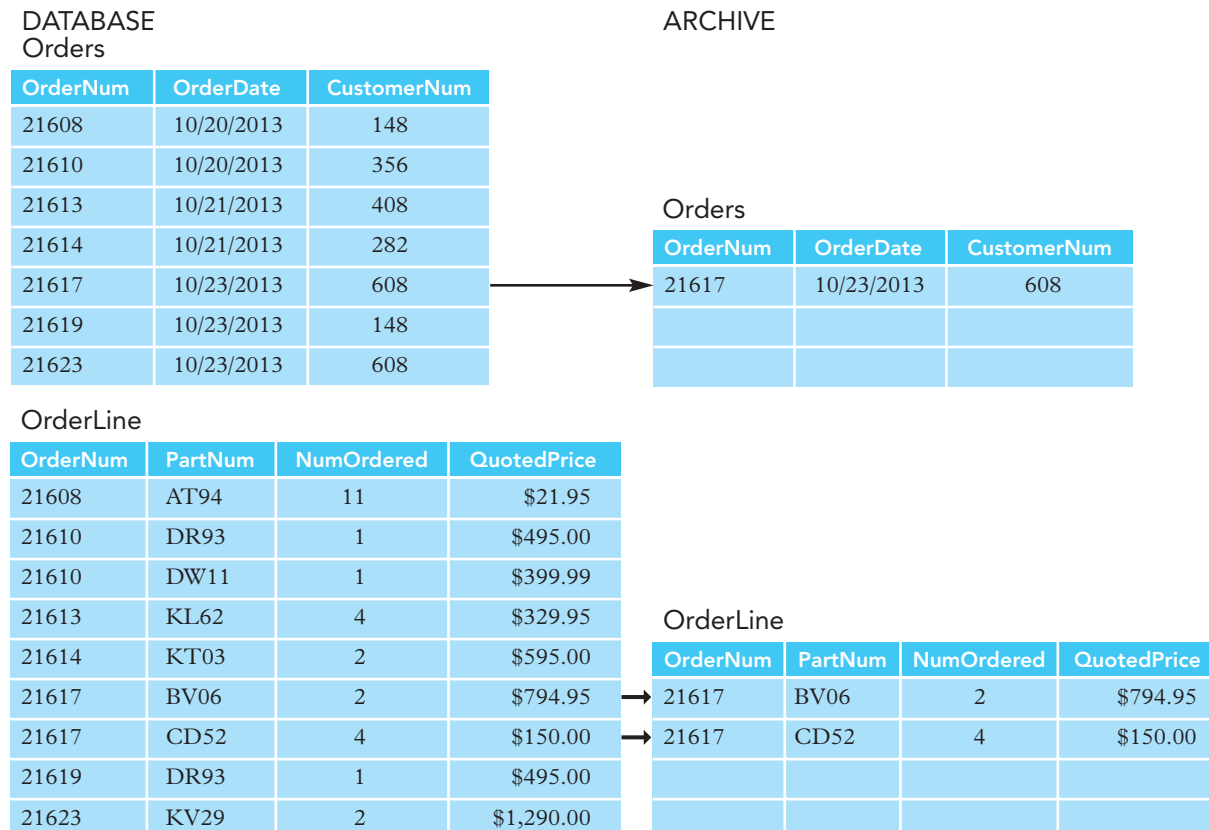 DATABASE
Orders
OrderNum OrderDate CustomerNum
21608 10/20/2013 148
21610 10/20/2013 356
21613 10/21/2013 408
21614 10/21/2013 282
21617 10/23/2013 608
21619 10/23/2013 148
21623 10/23/2013 608
ARCHIVE
Orders
OrderNum OrderDate CustomerNum
21617 10/23/2013 608
OrderLine
OrderNum PartNum NumOrdered QuotedPrice
21608 AT94 11 $21.95
21610 DR93 1 $495.00
21610 DW11 1 $399.99
21613 KL62 4 $329.95
21614 KT03 2 $595.00
21617 BV06 2 $794.95
21617 CD52 4 $150.00
21619 DR93 1 $495.00
21623 KV29 2 $1,290.00
OrderLine
OrderNum PartNum NumOrdered QuotedPrice
21617 BV06 2 $794.95
21617 CD52 4 $150.00